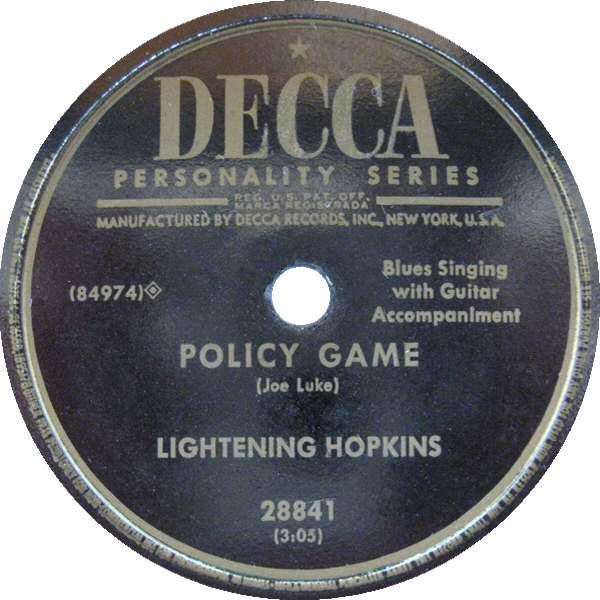 DECCA
PERSONALITY SERIES
REG. U.S. PAT. OFF.
MARCA REGISTRADA
MANUFACTURED BY DECCA RECORDS, INC., NEW YORK, U.S.A.
(84974)
Blues Singing
with Guitar
Accompaniment
POLICY GAME
(Joe Luke)
LIGHTENING HOPKINS
28841
(3:05)